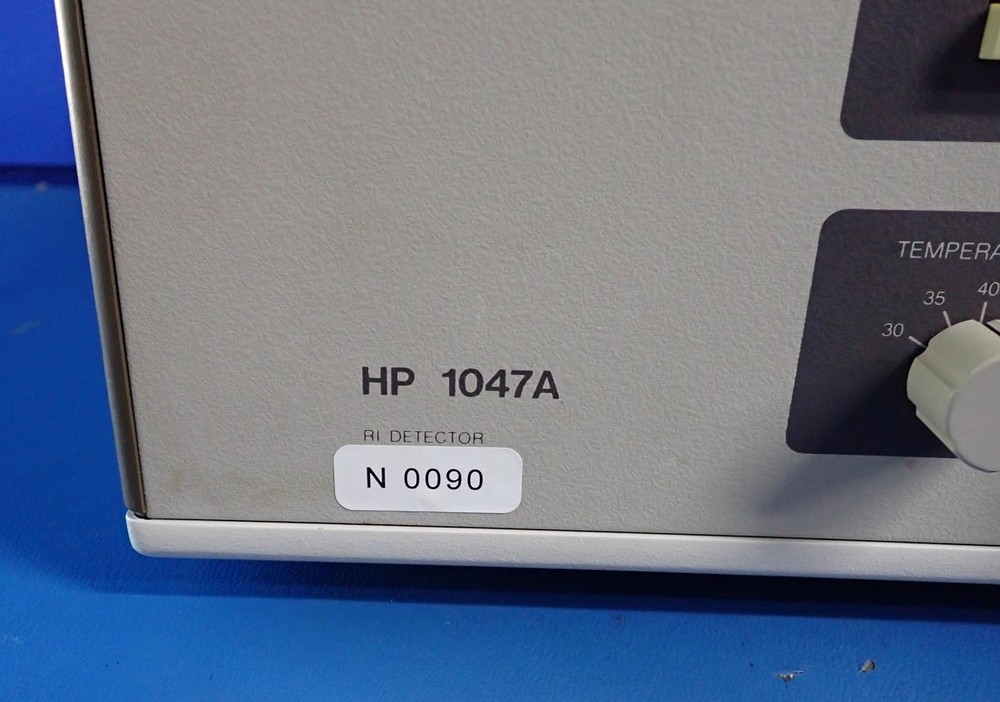 TEMPERA
30 35 40
HP 1047A
RI DETECTOR
N 0090